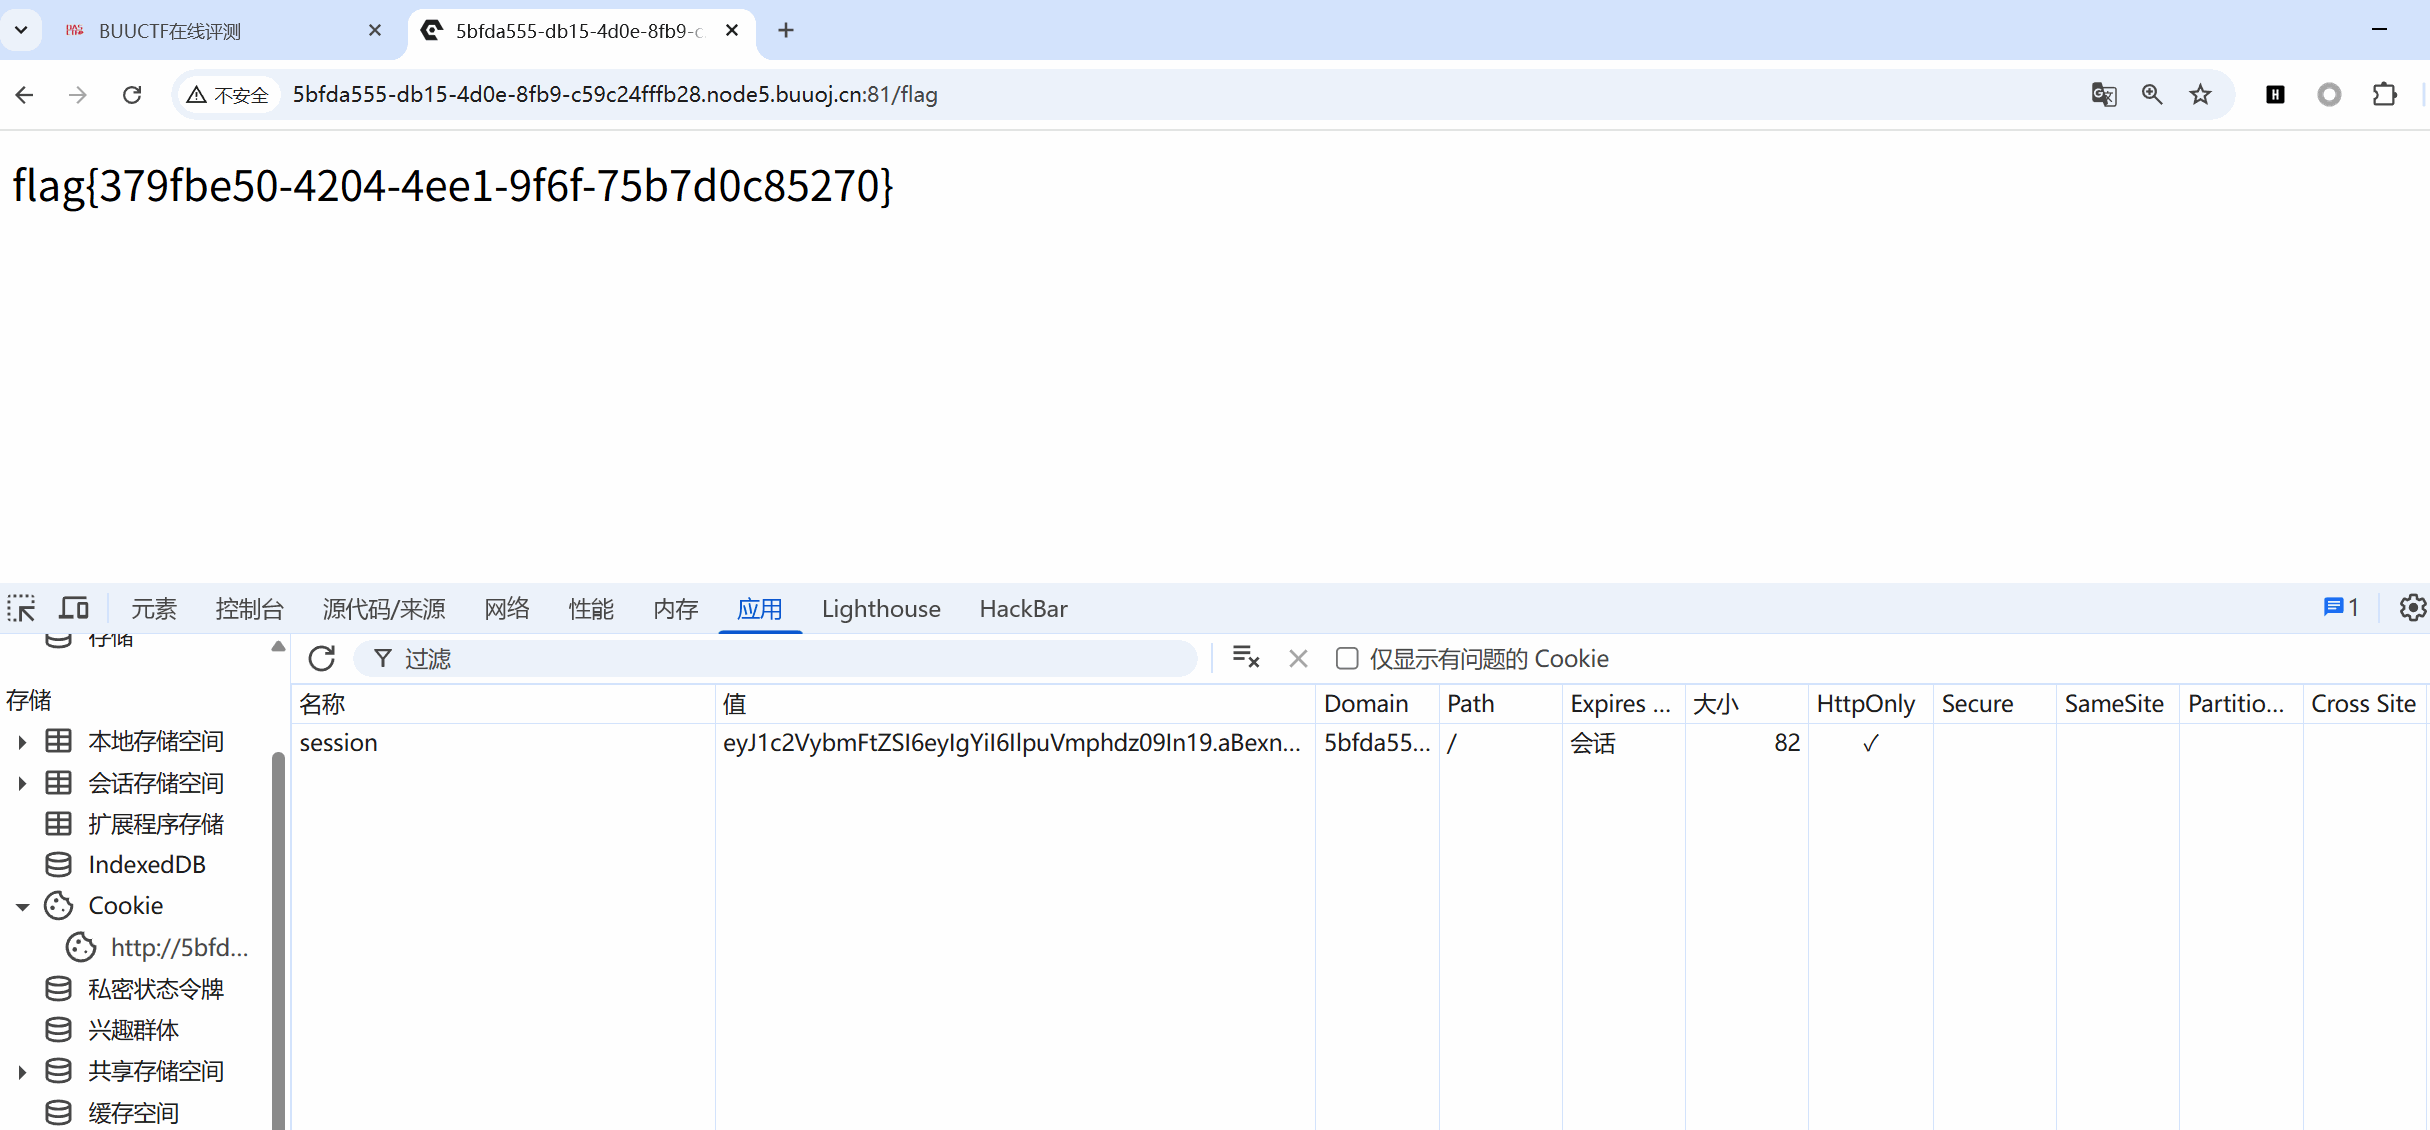 BUUCTF在线评测
5bfda555-db15-4d0e-8fb9-c
不安全 5bfda555-db15-4d0e-8fb9-c59c24fffb28.node5.buuoj.cn:81/flag
flag{379fbe50-4204-4ee1-9f6f-75b7d0c85270}
元素 控制台 源代码/来源 网络 性能 内存 应用 Lighthouse HackBar 1
存储
过滤 仅显示有问题的 Cookie
存储
名称 值 Domain Path Expires ... 大小 HttpOnly Secure SameSite Partitio... Cross Site
session eyJ1c2VybmFtZSI6eyIgYiI6IlpuVmphdz09In19.aBexn... 5bfda55... / 会话 82 ✓
本地存储空间
会话存储空间
扩展程序存储
IndexedDB
Cookie
http://5bfd...
私密状态令牌
兴趣群体
共享存储空间
缓存空间